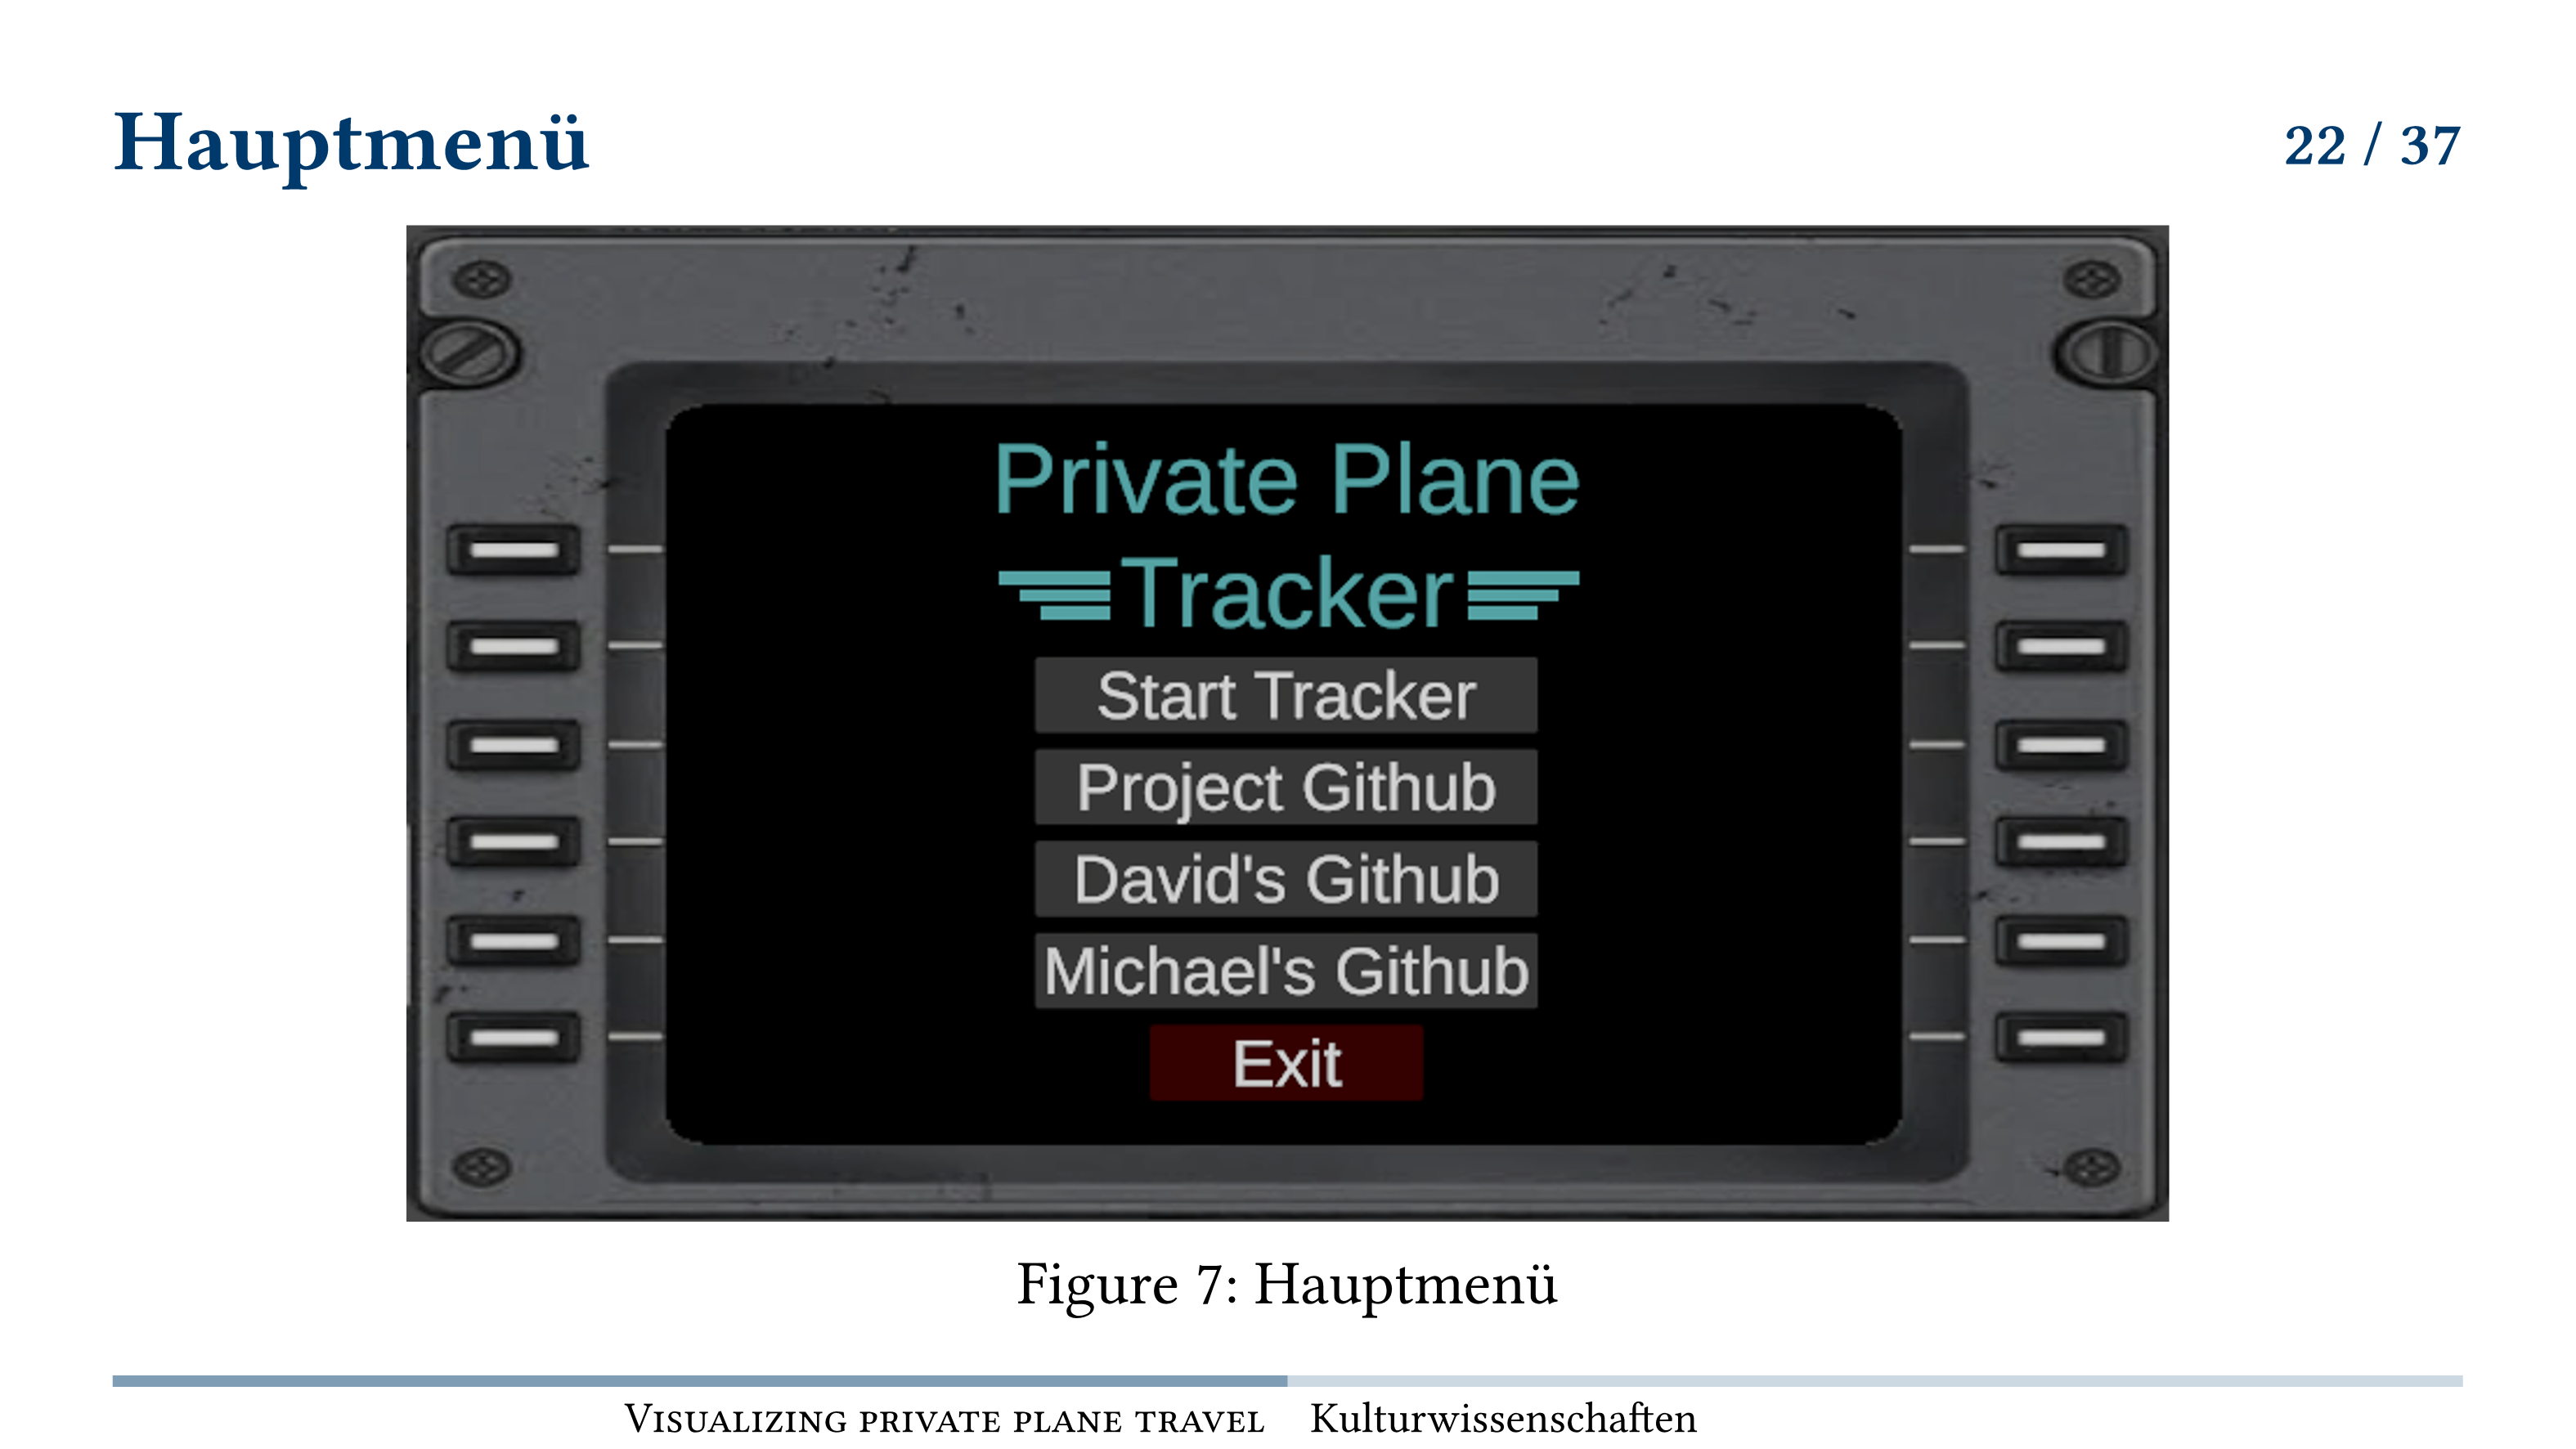 Hauptmenü
22 / 37
Private Plane
Tracker
Start Tracker
Project Github
David's Github
Michael's Github
Exit
Figure 7: Hauptmenü
Visualizing private plane travel Kulturwissenschaften